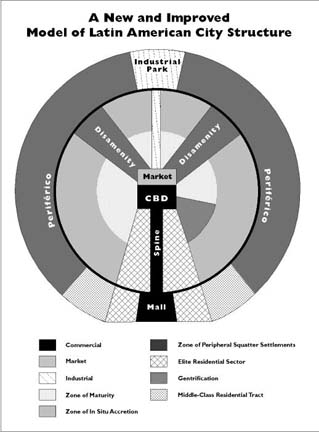 A New and Improved
Model of Latin American City Structure
Industrial
Park
Disamenity
Disamenity
Periférico
Periférico
Market
CBD
Spine
Mall
Commercial
Market
Industrial
Zone of Maturity
Zone of In Situ Accretion
Zone of Peripheral Squatter Settlements
Elite Residential Sector
Gentrification
Middle-Class Residential Tract